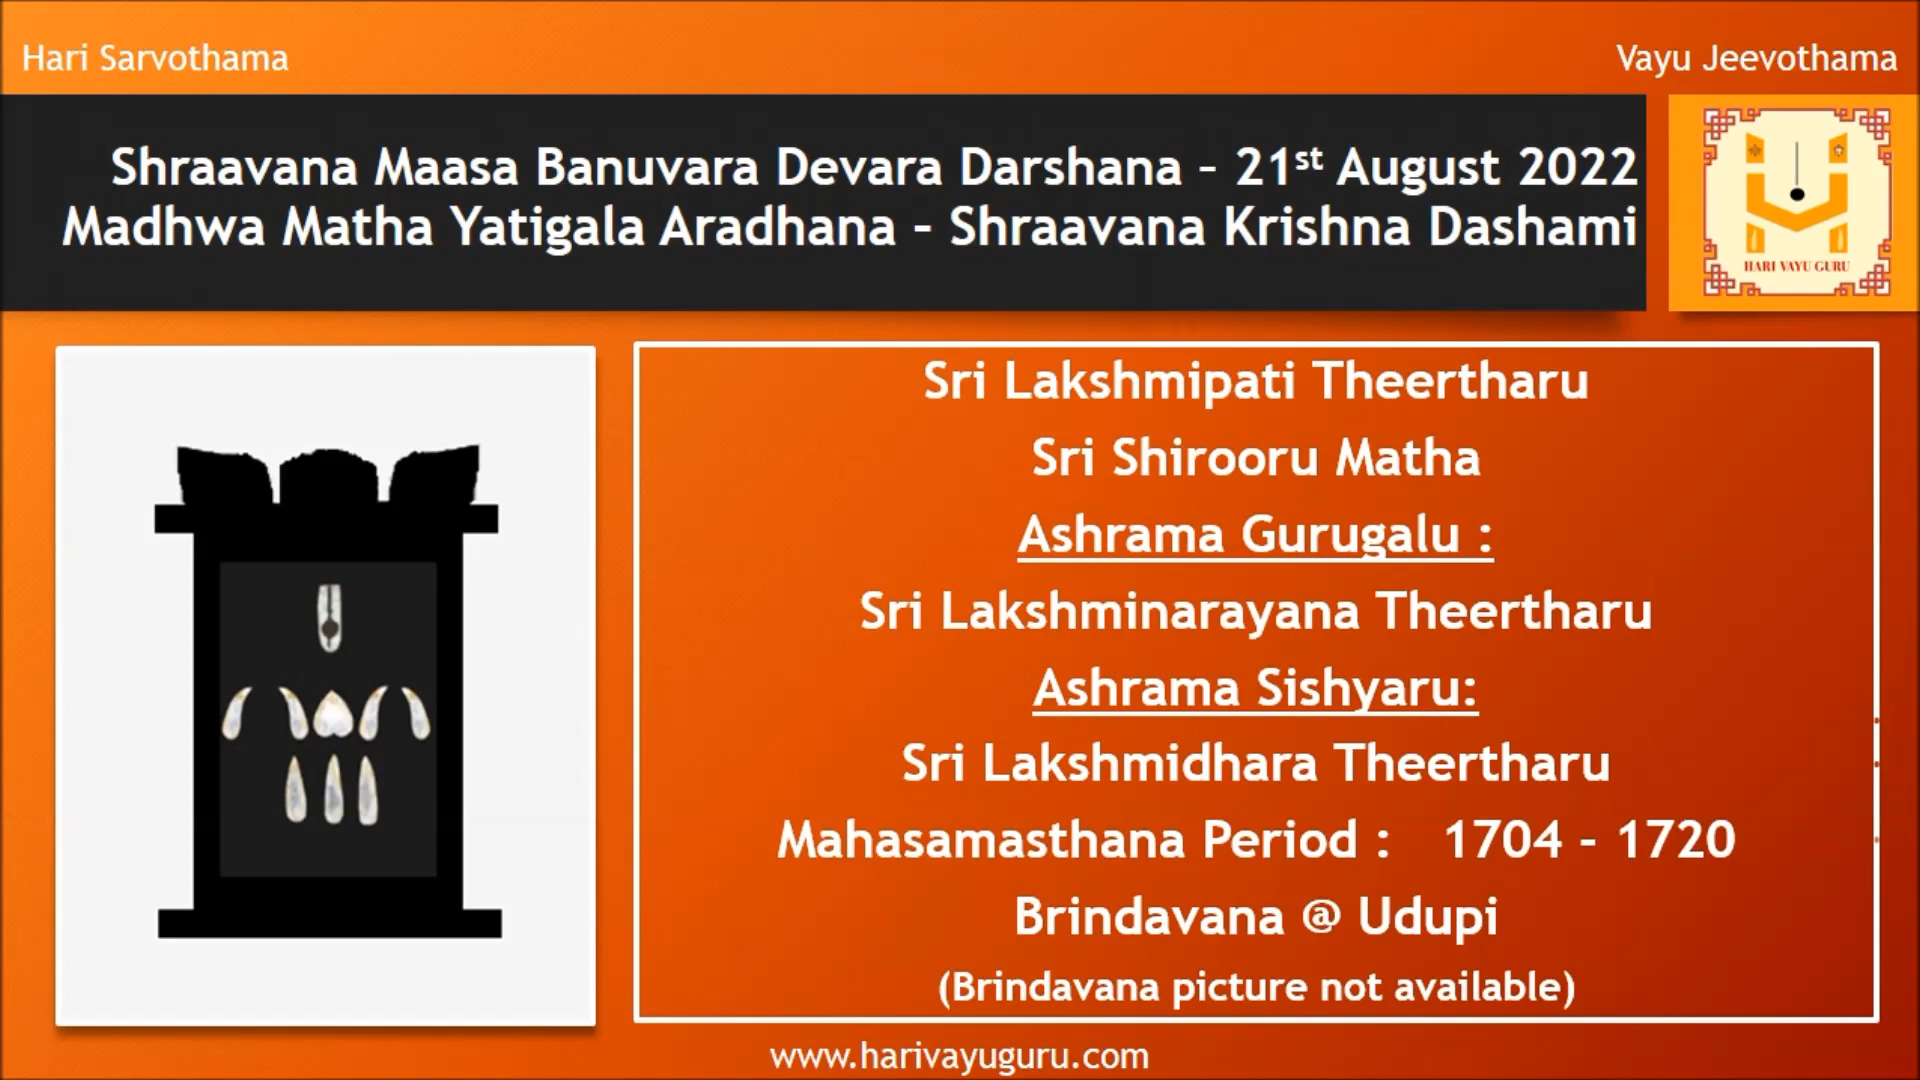 Hari Sarvothama
Vayu Jeevothama
Shraavana Maasa Banuvara Devara Darshana – 21st August 2022
Madhwa Matha Yatigala Aradhana – Shraavana Krishna Dashami
HARI VAYU GURU
Sri Lakshmipati Theertharu
Sri Shirooru Matha
Ashrama Gurugalu :
Sri Lakshminarayana Theertharu
Ashrama Sishyaru:
Sri Lakshmidhara Theertharu
Mahasamasthana Period : 1704 – 1720
Brindavana @ Udupi
(Brindavana picture not available)
www.harivayuguru.com